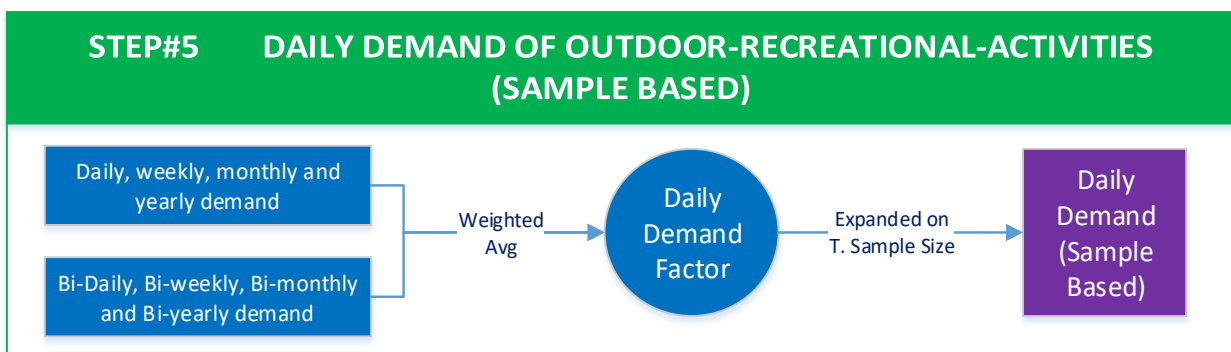 STEP#5 DAILY DEMAND OF OUTDOOR-RECREATIONAL-ACTIVITIES
(SAMPLE BASED)
Daily, weekly, monthly and
yearly demand
Bi-Daily, Bi-weekly, Bi-monthly
and Bi-yearly demand
Weighted
Avg
Daily
Demand
Factor
Expanded on
T. Sample Size
Daily
Demand
(Sample
Based)